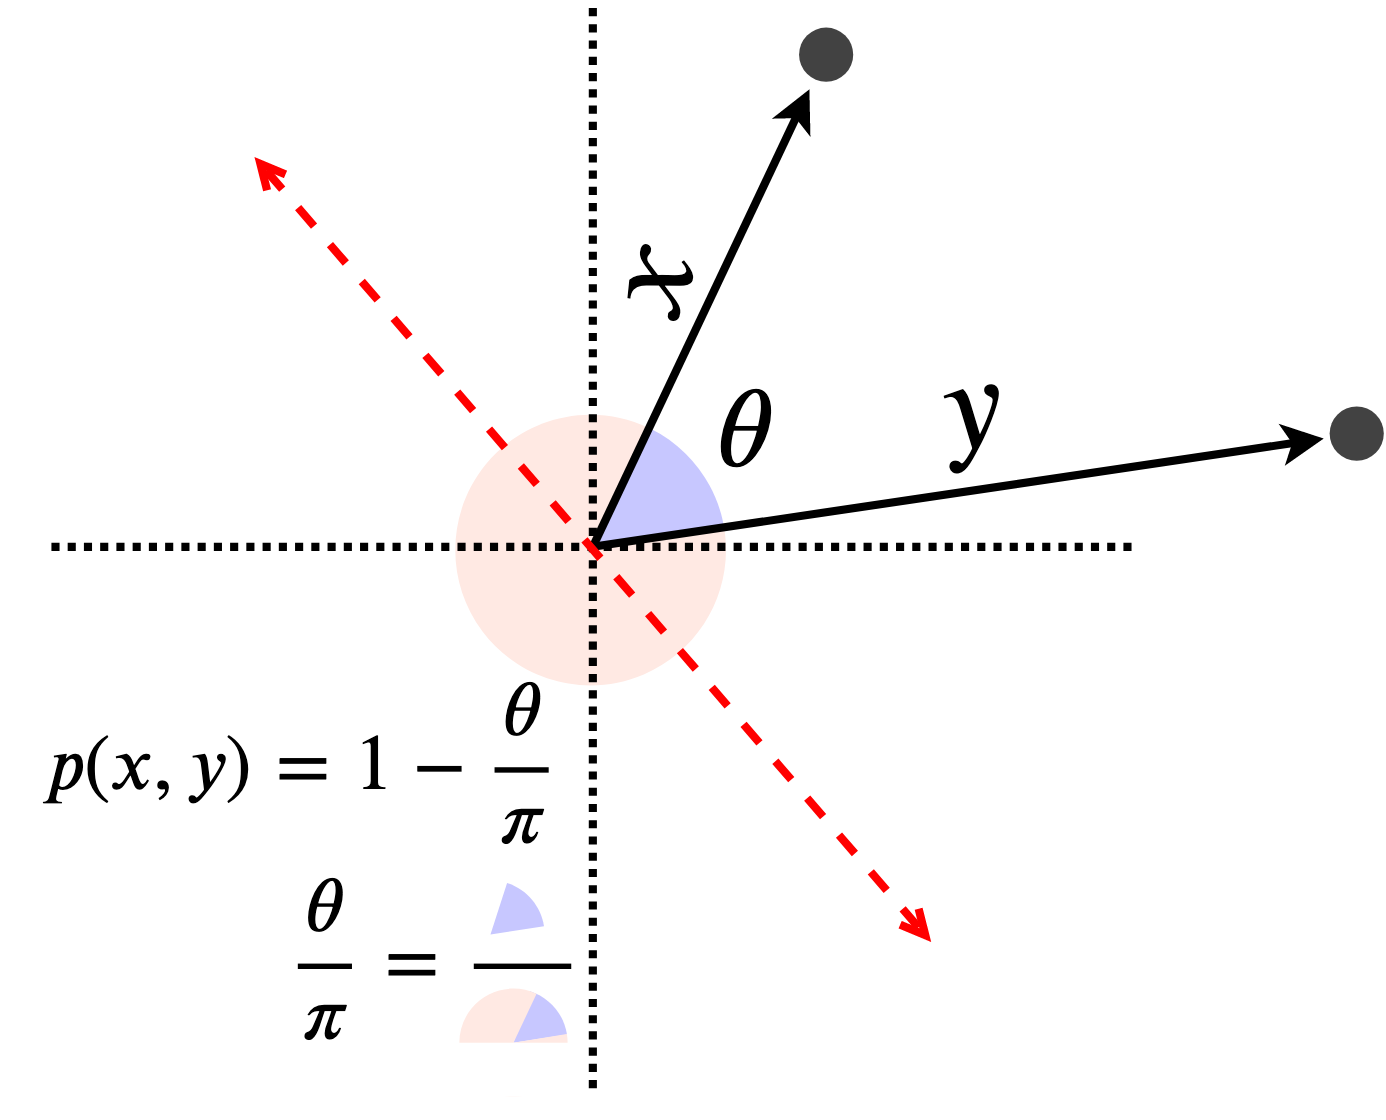 x
θ
y
p(x, y) = 1 − θ/π
θ/π =